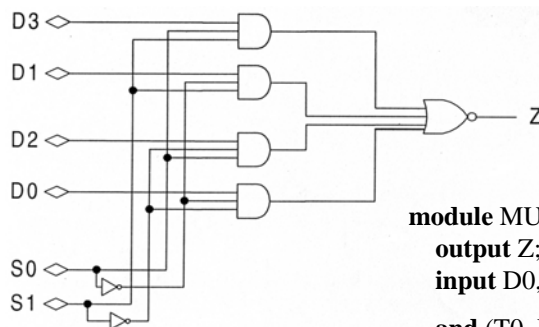 D3
D1
D2
D0
S0
S1
Z
module MU
output Z;
input D0,
and (T0,